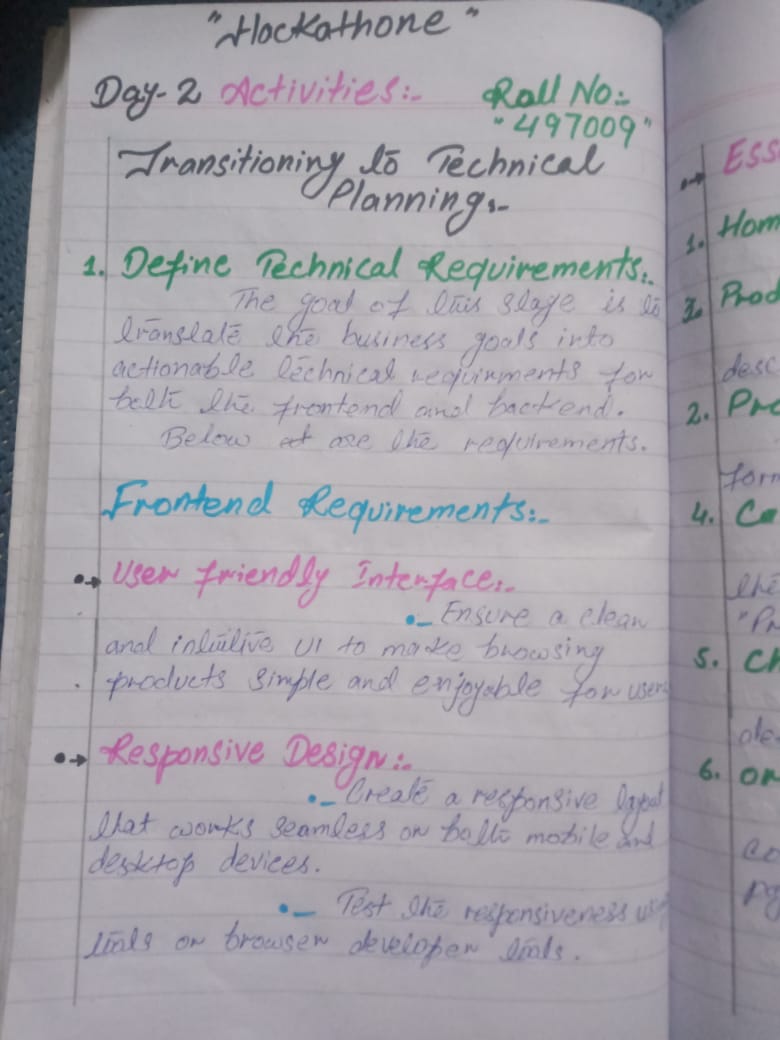 "Hockathone"
Day-2 Activities:-
Roll No:-
"497009"
Transitioning to Technical
Planning:-
1. Define Technical Requirements:-
The goal of this stage is to
translate the business goals into
actionable technical requirments for
both the frontend and backend.
Below are the requirements.
Frontend Requirements:-
User friendly Interface:-
Ensure a clean
and intuitive UI to make browsing
products simple and enjoyable for users
Responsive Design:-
Create a responsive layout
that works seamless on both mobile and
desktop devices.
Test the responsiveness using
tools or browser developer tools.
Ess
1. Hom
3. Prod
desc
2. Pro
form
4. Ca
the
"Pr
5. Ch
6. Or
co